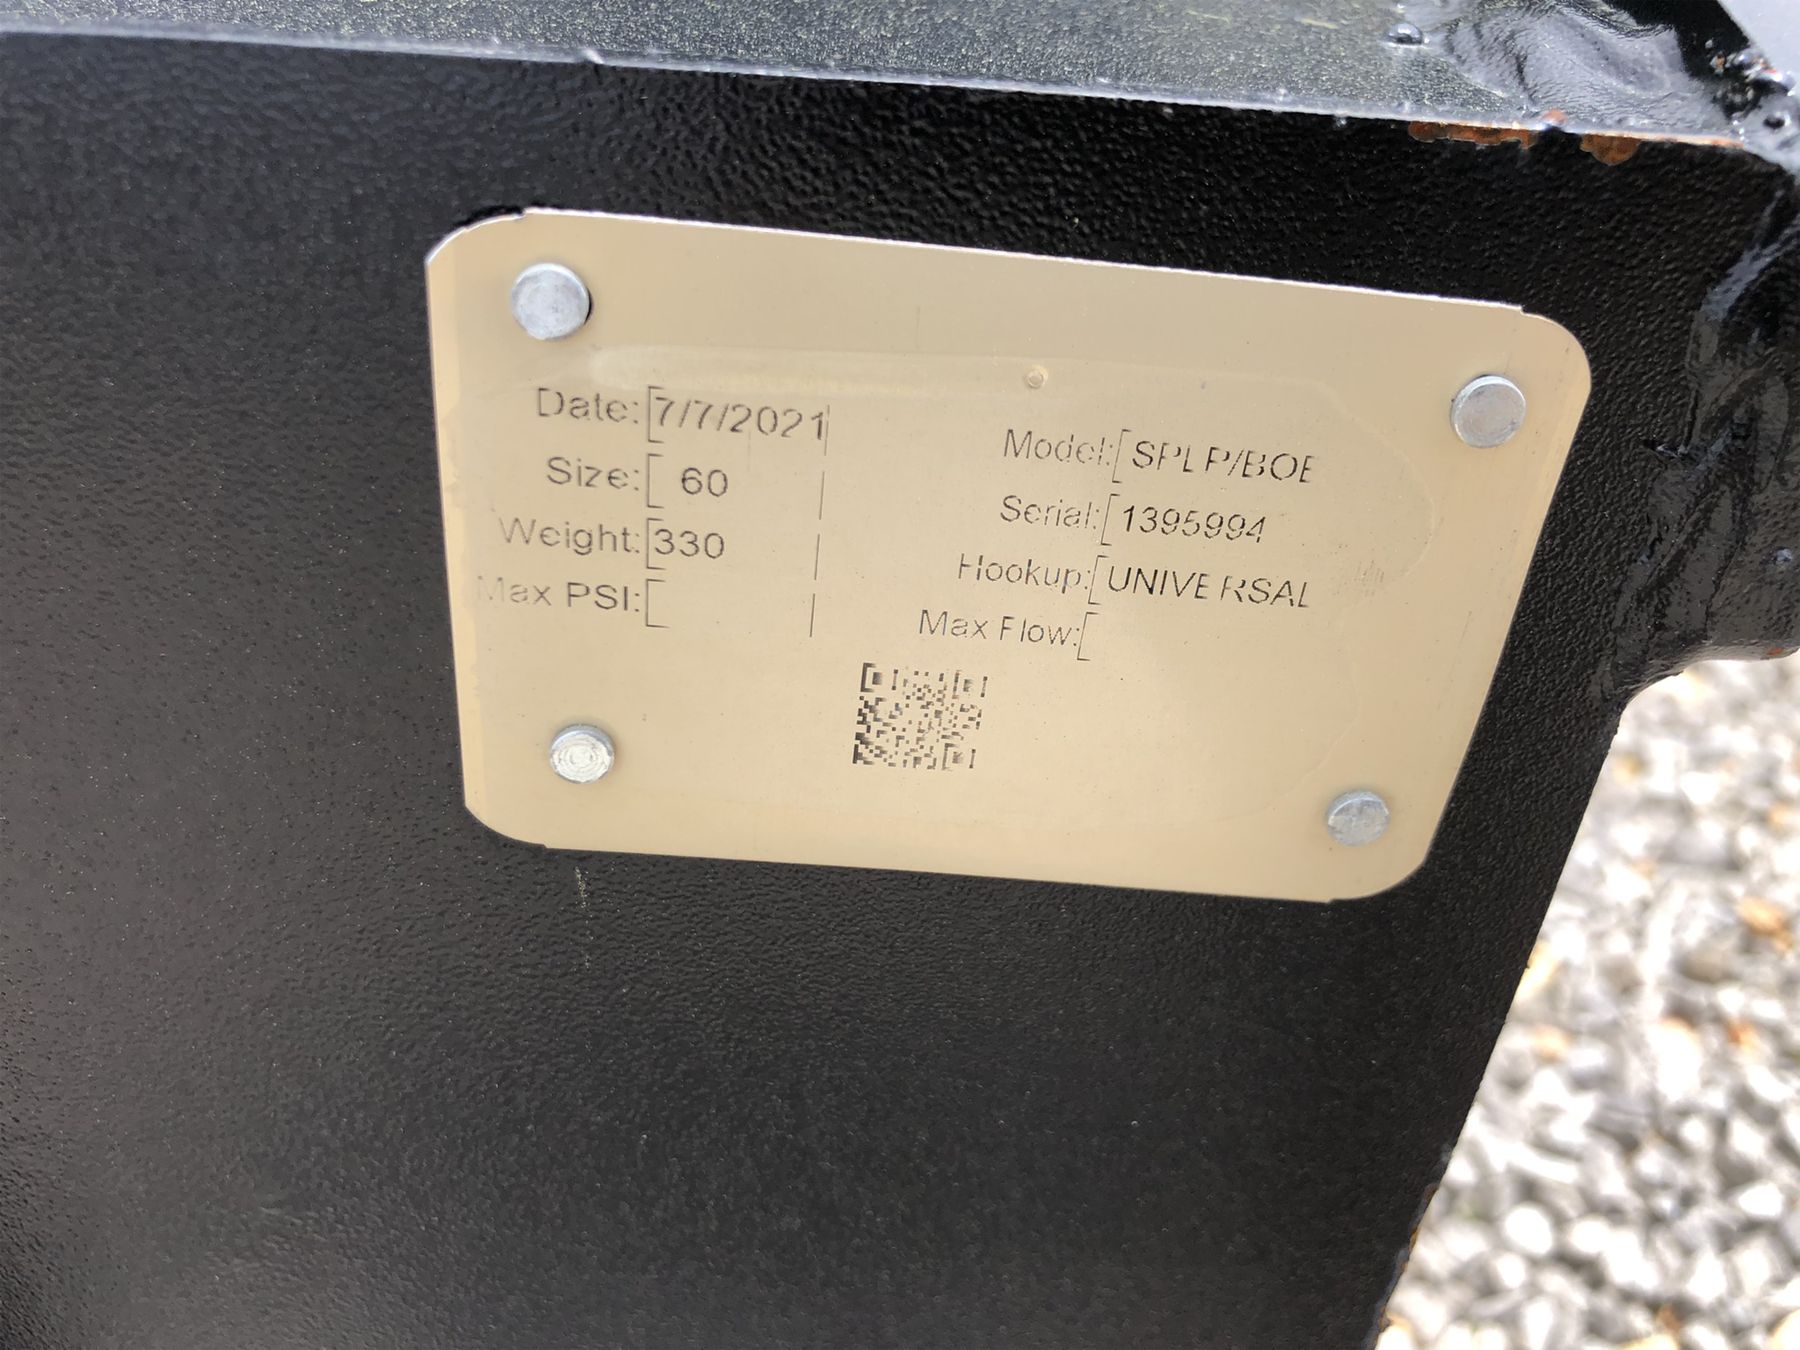 Date:[7/7/2021
Size:[ 60
Weight:[330
Max PSI:[
Model:[SPLP/BOE
Serial:[1395994
Hookup:[UNIVERSAL
Max Flow:[